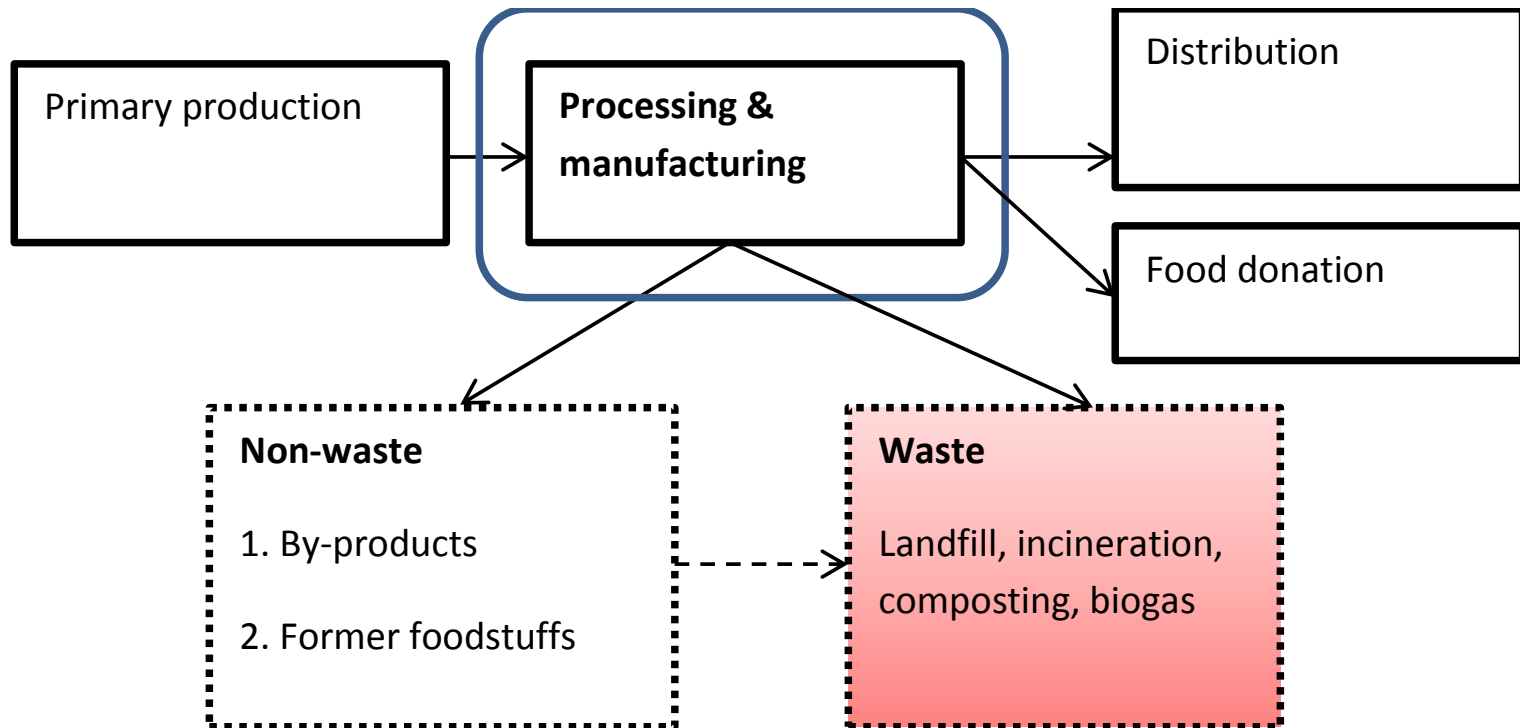 Primary production
Processing &
manufacturing
Distribution
Food donation
Non-waste
1. By-products
2. Former foodstuffs
Waste
Landfill, incineration,
composting, biogas